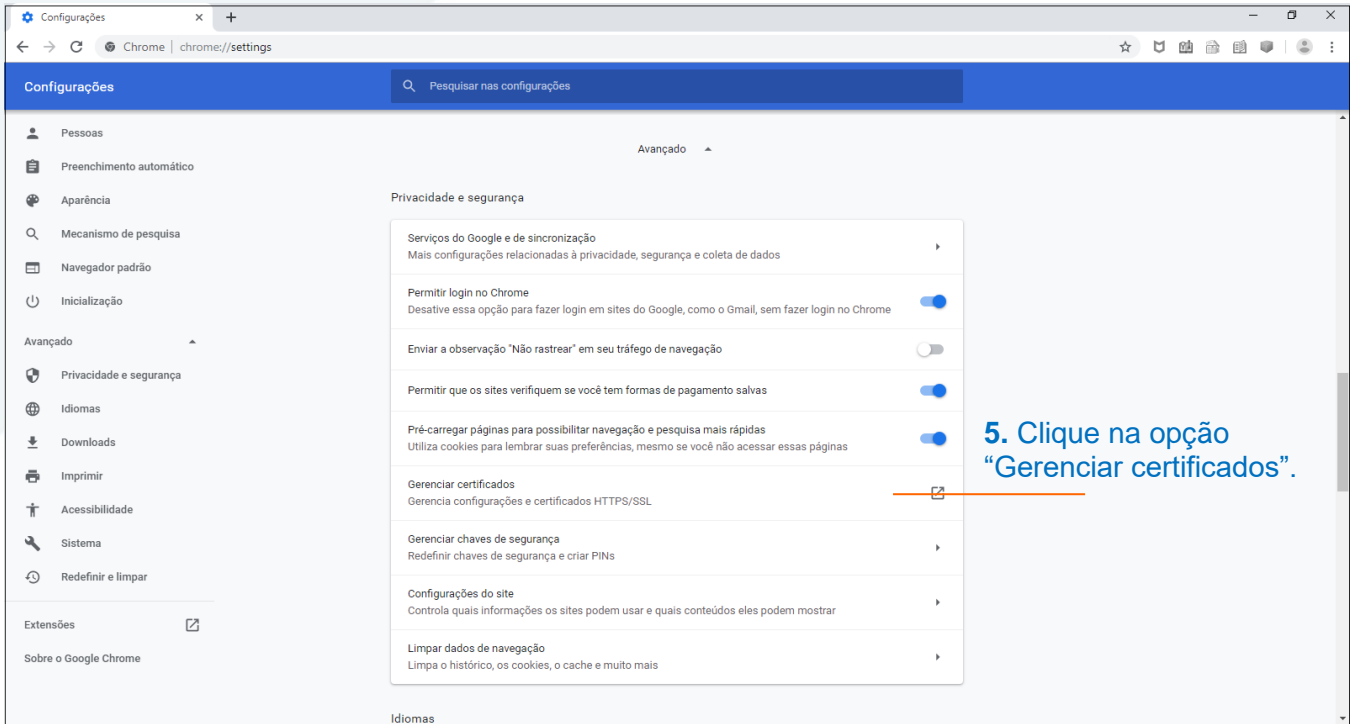 Configurações
Chrome | chrome://settings
Configurações
Pesquisar nas configurações
Pessoas
Preenchimento automático
Aparência
Mecanismo de pesquisa
Navegador padrão
Inicialização
Avançado
Privacidade e segurança
Idiomas
Downloads
Imprimir
Acessibilidade
Sistema
Redefinir e limpar
Extensões
Sobre o Google Chrome
Avançado
Privacidade e segurança
Serviços do Google e de sincronização
Mais configurações relacionadas à privacidade, segurança e coleta de dados
Permitir login no Chrome
Desative essa opção para fazer login em sites do Google, como o Gmail, sem fazer login no Chrome
Enviar a observação "Não rastrear" em seu tráfego de navegação
Permitir que os sites verifiquem se você tem formas de pagamento salvas
Pré-carregar páginas para possibilitar navegação e pesquisa mais rápidas
Utiliza cookies para lembrar suas preferências, mesmo se você não acessar essas páginas
Gerenciar certificados
Gerencia configurações e certificados HTTPS/SSL
Gerenciar chaves de segurança
Redefinir chaves de segurança e criar PINs
Configurações do site
Controla quais informações os sites podem usar e quais conteúdos eles podem mostrar
Limpar dados de navegação
Limpa o histórico, os cookies, o cache e muito mais
Idiomas
5. Clique na opção
“Gerenciar certificados”.